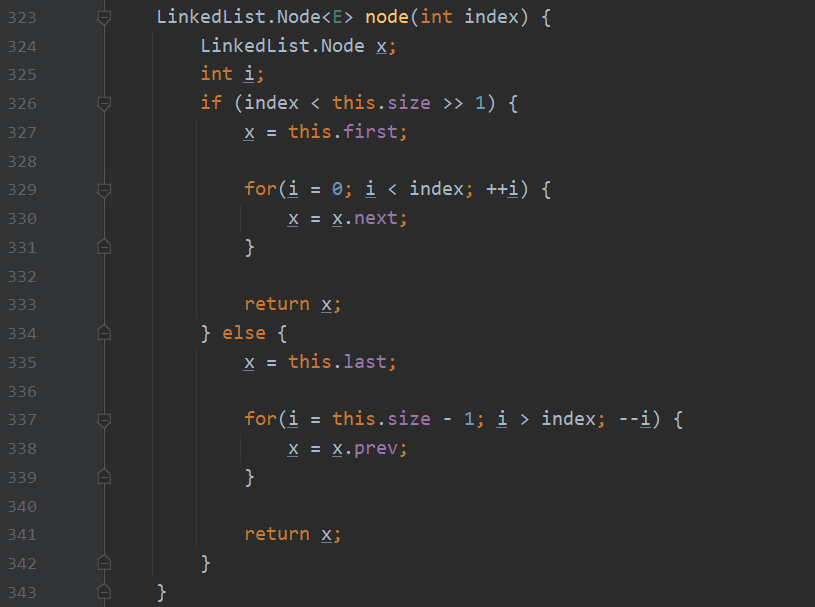 323 LinkedList.Node<E> node(int index) {
324 LinkedList.Node x;
325 int i;
326 if (index < this.size >> 1) {
327 x = this.first;
328
329 for(i = 0; i < index; ++i) {
330 x = x.next;
331 }
332
333 return x;
334 } else {
335 x = this.last;
336
337 for(i = this.size - 1; i > index; --i) {
338 x = x.prev;
339 }
340
341 return x;
342 }
343 }